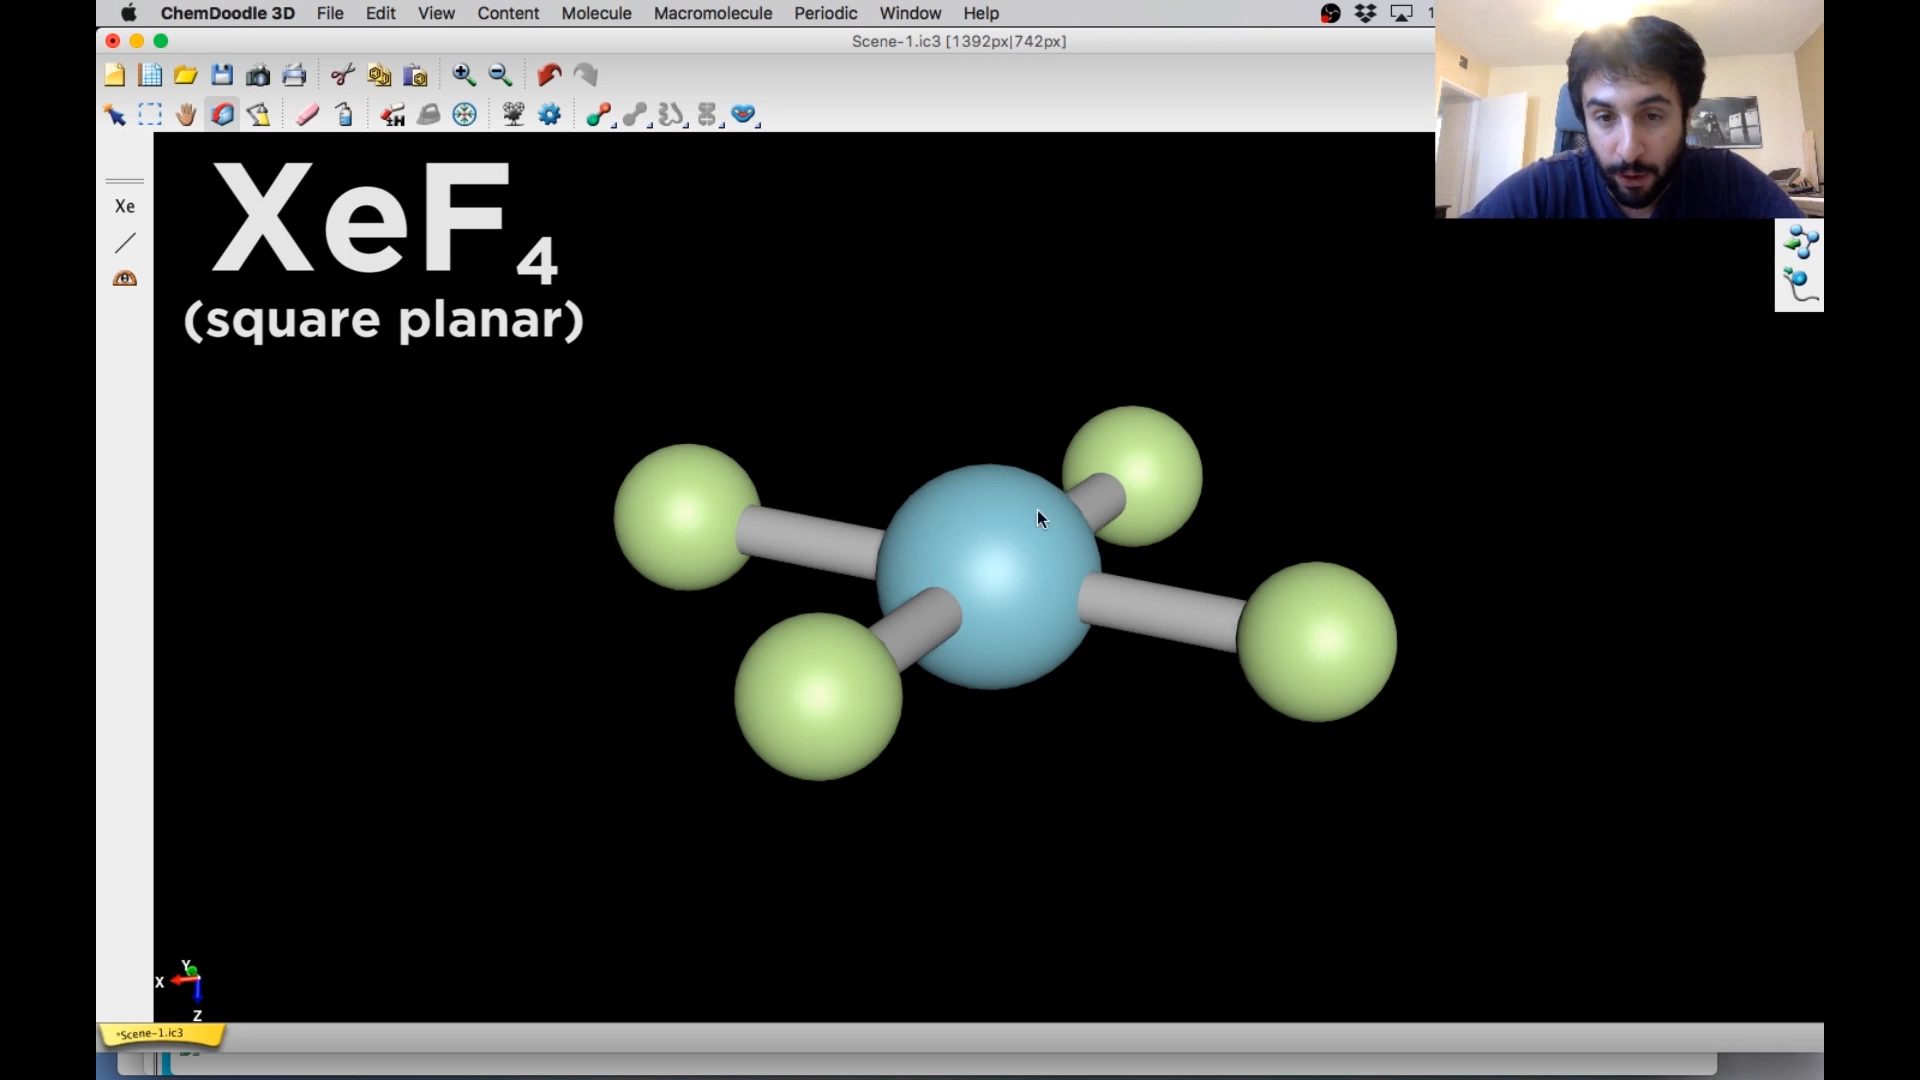 ChemDoodle 3D File Edit View Content Molecule Macromolecule Periodic Window Help 1
Scene-1.ic3 [1392px|742px]
H
Xe
XeF₄
(square planar)
Y
X
Z
*Scene-1.ic3